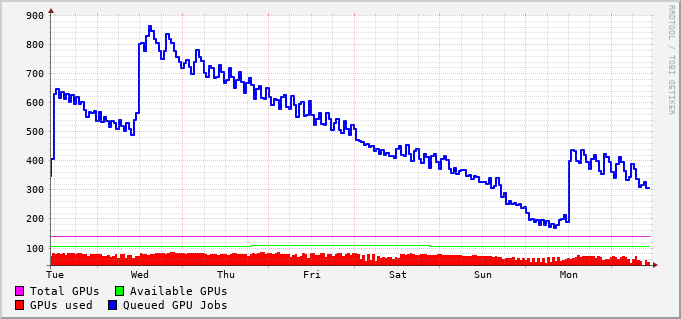 900
800
700
600
500
400
300
200
100
Tue Wed Thu Fri Sat Sun Mon
Total GPUs Available GPUs
GPUs used Queued GPU Jobs
RRDTOOL / TOBI OETIKER